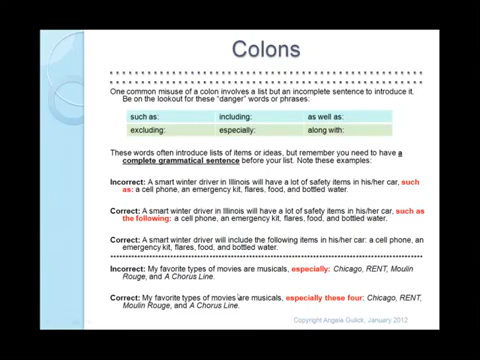 Colons
* * * * * * * * * * * * * * * * * * * * * * * * * * * * * * * * * * * * * * * * * * * * * * * * * *
* * * * * * * * * * * * * * * * * * * * * * * * * * * * * * * * * * * * * * * * * * * * * * * * * *
One common misuse of a colon involves a list but an incomplete sentence to introduce it.
Be on the lookout for these "danger" words or phrases:
such as: including: as well as:
excluding: especially: along with:
These words often introduce lists of items or ideas, but remember you need to have a
complete grammatical sentence before your list. Note these examples:
Incorrect: A smart winter driver in Illinois will have a lot of safety items in his/her car, such
as: a cell phone, an emergency kit, flares, food, and bottled water.
Correct: A smart winter driver in Illinois will have a lot of safety items in his/her car, such as
the following: a cell phone, an emergency kit, flares, food, and bottled water.
Correct: A smart winter driver will include the following items in his/her car: a cell phone, an
emergency kit, flares, food, and bottled water.
Incorrect: My favorite types of movies are musicals, especially: Chicago, RENT, Moulin
Rouge, and A Chorus Line.
Correct: My favorite types of movies are musicals, especially these four: Chicago, RENT,
Moulin Rouge, and A Chorus Line.
Copyright Angela Gulick, January 2012